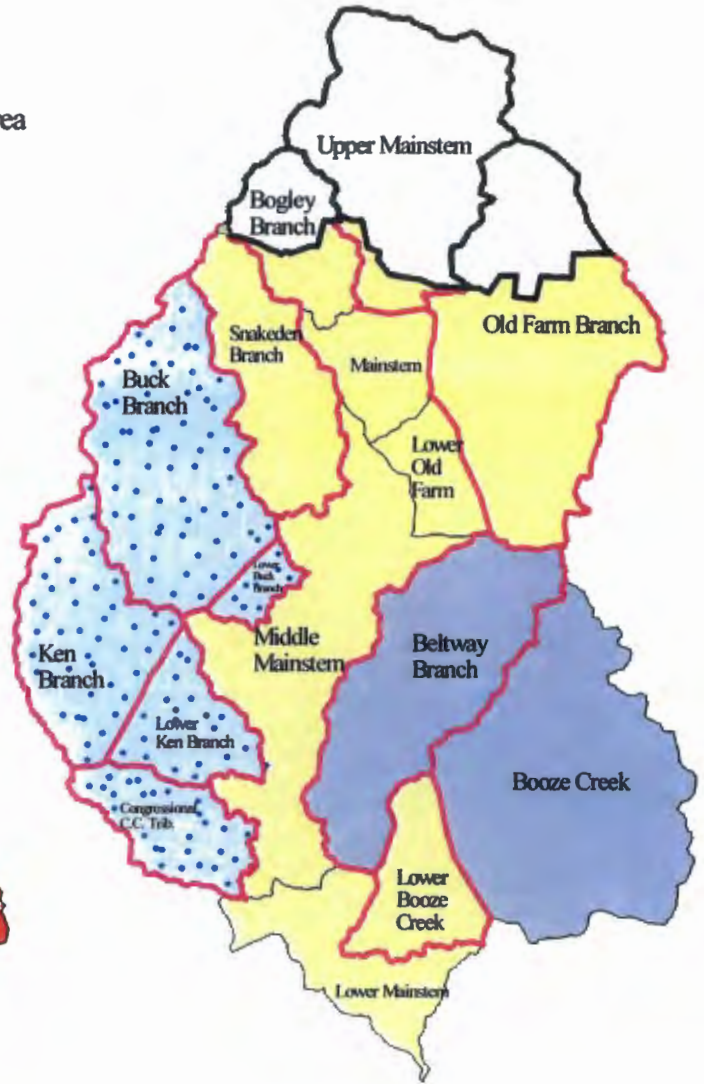 ea
Upper Mainstem
Bogley
Branch
Old Farm Branch
Snakeden
Branch
Mainstem
Buck
Branch
Lower
Old
Farm
Lower
Buck
Branch
Middle
Mainstem
Beltway
Branch
Ken
Branch
Lower
Ken Branch
Booze Creek
Congressional
C.C. Trib.
Lower
Booze
Creek
Lower Mainstem